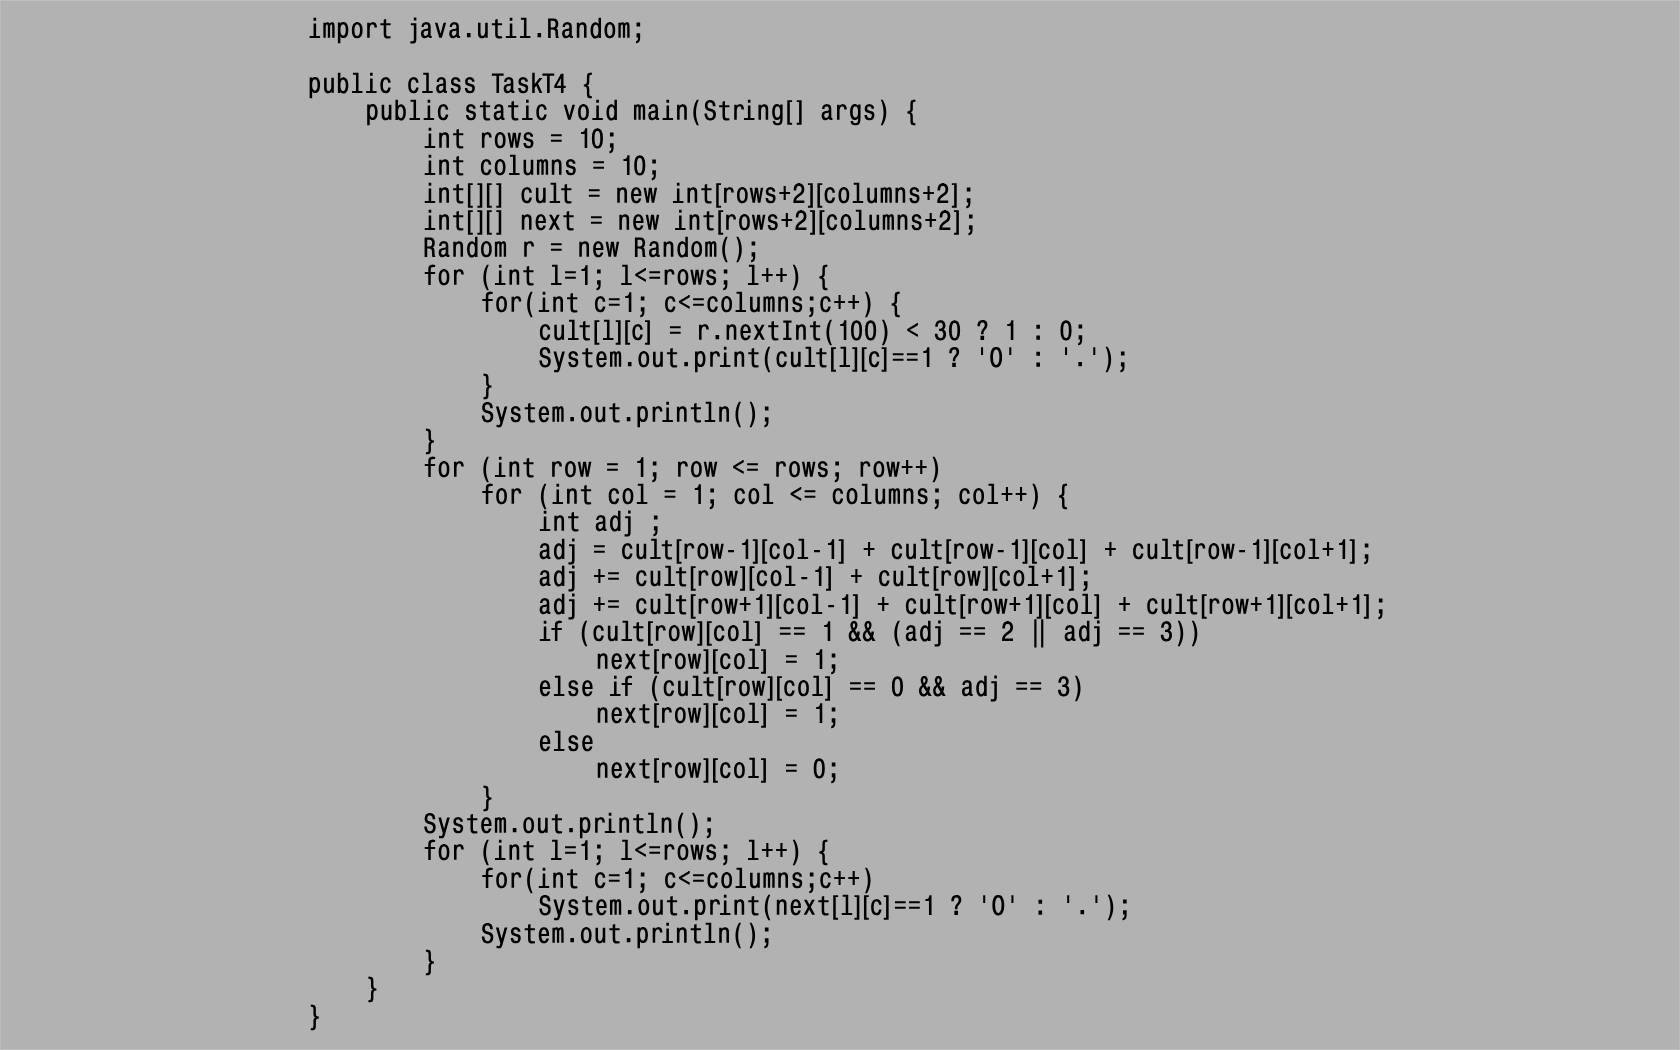 import java.util.Random;
public class TaskT4 {
public static void main(String[] args) {
int rows = 10;
int columns = 10;
int[][] cult = new int[rows+2][columns+2];
int[][] next = new int[rows+2][columns+2];
Random r = new Random();
for (int l=1; l<=rows; l++) {
for(int c=1; c<=columns;c++) {
cult[l][c] = r.nextInt(100) < 30 ? 1 : 0;
System.out.print(cult[l][c]==1 ? 'O' : '.');
}
System.out.println();
}
for (int row = 1; row <= rows; row++)
for (int col = 1; col <= columns; col++) {
int adj ;
adj = cult[row-1][col-1] + cult[row-1][col] + cult[row-1][col+1];
adj += cult[row][col-1] + cult[row][col+1];
adj += cult[row+1][col-1] + cult[row+1][col] + cult[row+1][col+1];
if (cult[row][col] == 1 && (adj == 2 || adj == 3))
next[row][col] = 1;
else if (cult[row][col] == 0 && adj == 3)
next[row][col] = 1;
else
next[row][col] = 0;
}
System.out.println();
for (int l=1; l<=rows; l++) {
for(int c=1; c<=columns;c++)
System.out.print(next[l][c]==1 ? 'O' : '.');
System.out.println();
}
}
}